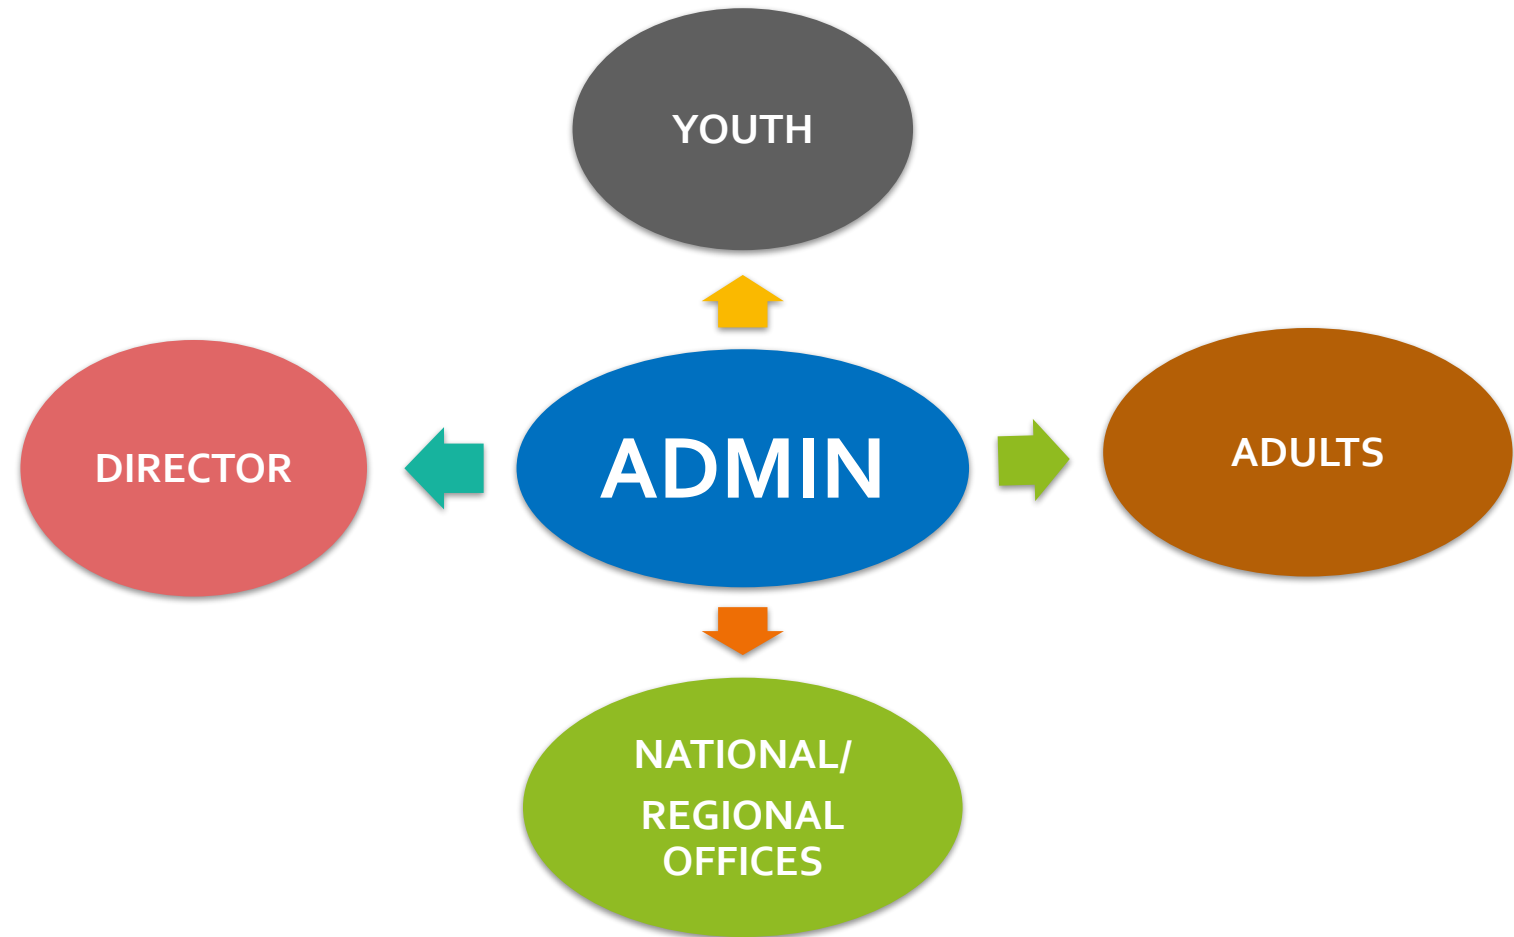 YOUTH
DIRECTOR
ADMIN
ADULTS
NATIONAL/
REGIONAL
OFFICES